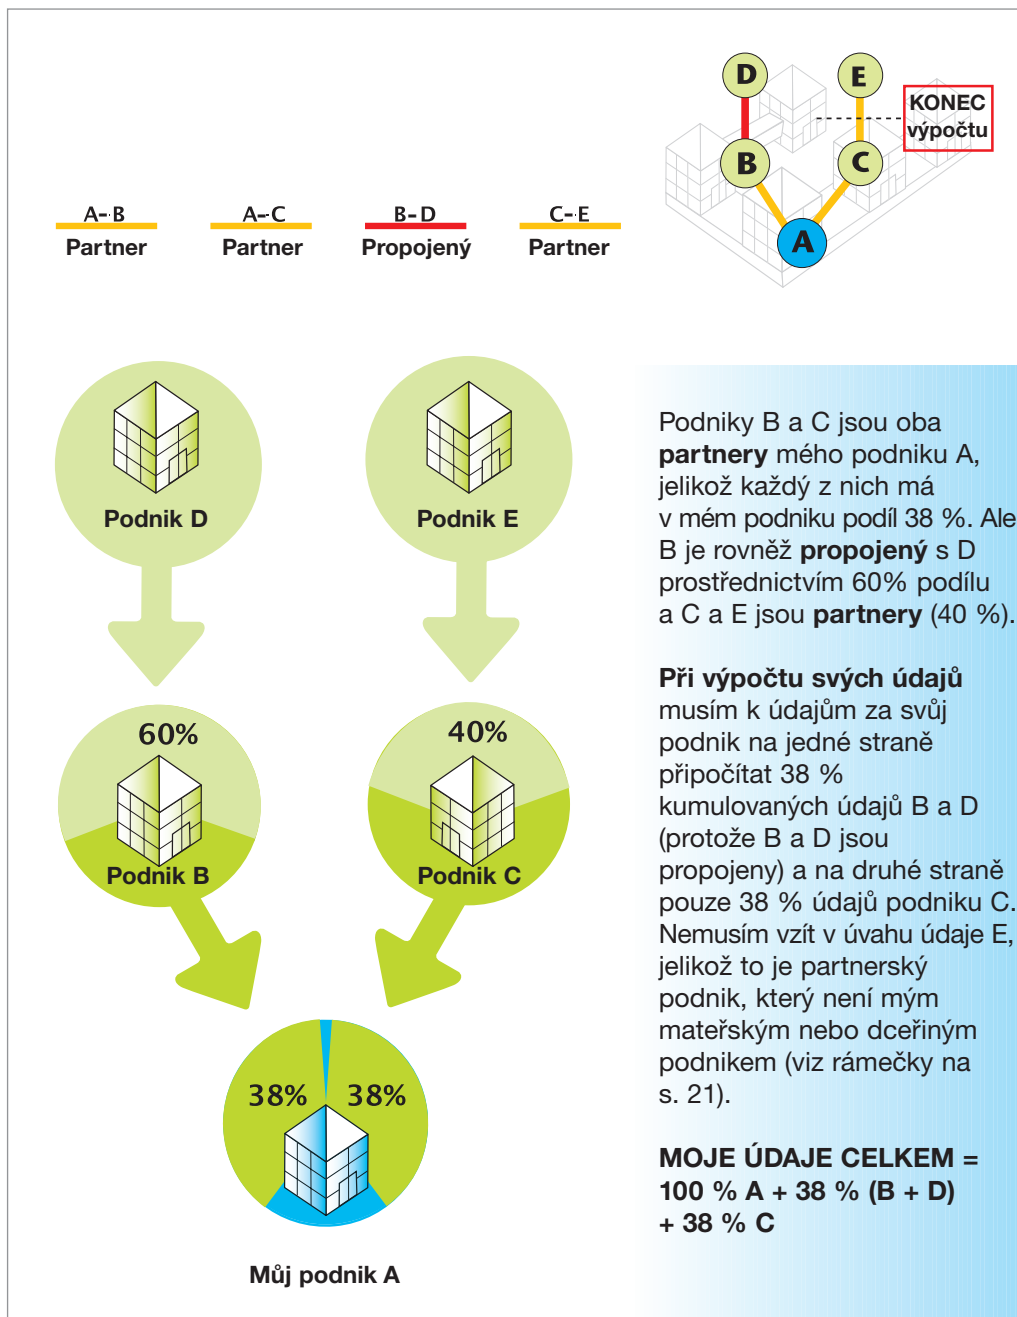 D
E
KONEC
výpočtu
B
C
A
A--B
Partner
A--C
Partner
B-D
Propojený
C--E
Partner
Podnik D
Podnik E
60%
40%
Podnik B
Podnik C
38%
38%
Můj podnik A
Podniky B a C jsou oba
partnery mého podniku A,
jelikož každý z nich má
v mém podniku podíl 38 %. Ale
B je rovněž propojený s D
prostřednictvím 60% podílu
a C a E jsou partnery (40 %).
Při výpočtu svých údajů
musím k údajům za svůj
podnik na jedné straně
připočítat 38 %
kumulovaných údajů B a D
(protože B a D jsou
propojeny) a na druhé straně
pouze 38 % údajů podniku C.
Nemusím vzít v úvahu údaje E,
jelikož to je partnerský
podnik, který není mým
mateřským nebo dceřiným
podnikem (viz rámečky na
s. 21).
MOJE ÚDAJE CELKEM =
100 % A + 38 % (B + D)
+ 38 % C